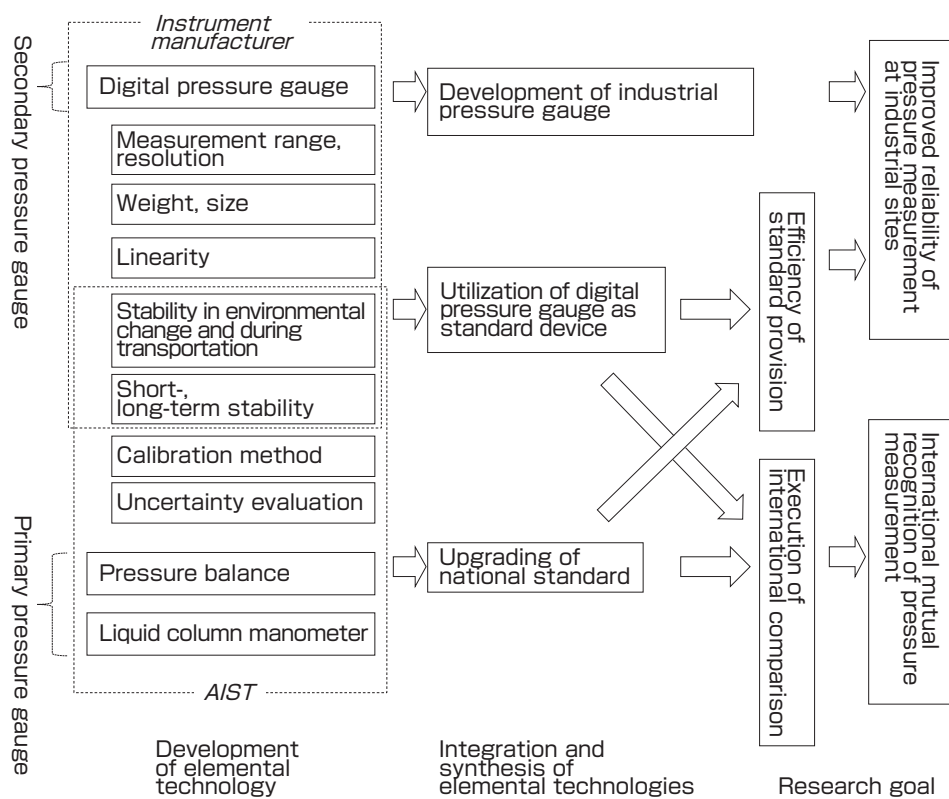 Secondary pressure gauge
Primary pressure gauge
Instrument
manufacturer
Digital pressure gauge
Measurement range,
resolution
Weight, size
Linearity
Stability in environmental
change and during
transportation
Short-,
long-term stability
Calibration method
Uncertainty evaluation
Pressure balance
Liquid column manometer
AIST
Development
of elemental
technology
Development of industrial
pressure gauge
Utilization of digital
pressure gauge as
standard device
Upgrading of
national standard
Integration and
synthesis of
elemental technologies
Efficiency of
standard provision
Execution of
international comparison
Improved reliability of
pressure measurement
at industrial sites
International mutual
recognition of pressure
measurement
Research goal